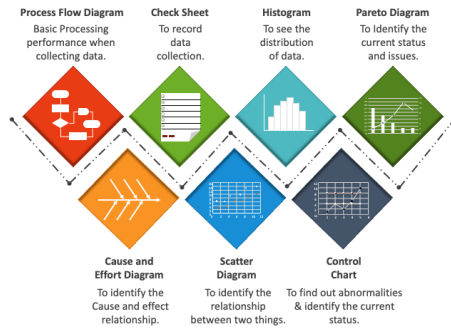 Process Flow Diagram
Basic Processing
performance when
collecting data.
Check Sheet
To record
data
collection.
Histogram
To see the
distribution
of data.
Pareto Diagram
To Identify the
current status
and issues.
Cause and
Effort Diagram
To identify the
Cause and effect
relationship.
Scatter
Diagram
To identify the
relationship
between two things.
Control
Chart
To find out abnormalities
& identify the current
status.